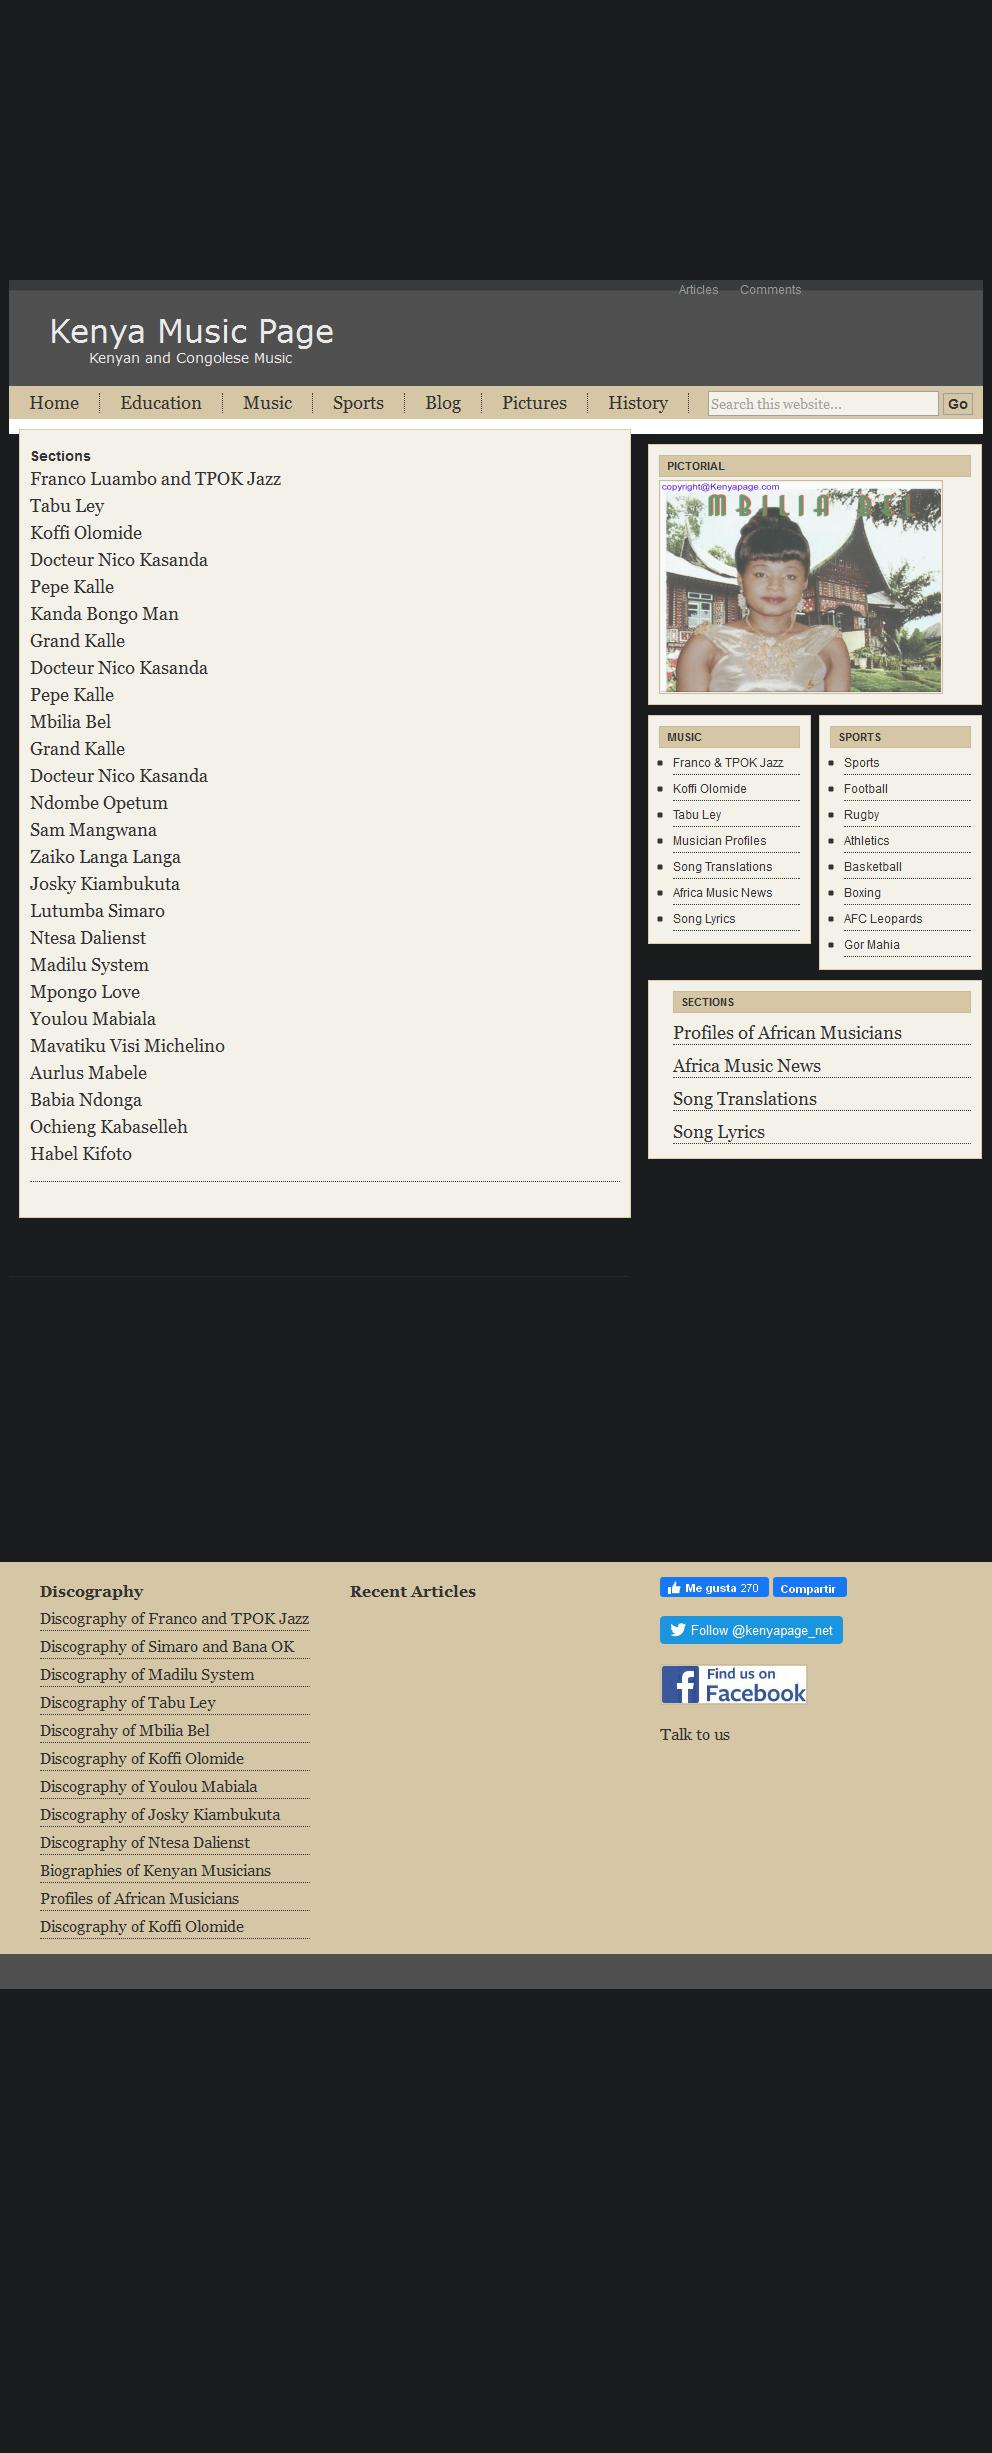 Articles Comments
Kenya Music Page
Kenyan and Congolese Music
Home Education Music Sports Blog Pictures History Search this website... Go
Sections
Franco Luambo and TPOK Jazz
Tabu Ley
Koffi Olomide
Docteur Nico Kasanda
Pepe Kalle
Kanda Bongo Man
Grand Kalle
Docteur Nico Kasanda
Pepe Kalle
Mbilia Bel
Grand Kalle
Docteur Nico Kasanda
Ndombe Opetum
Sam Mangwana
Zaiko Langa Langa
Josky Kiambukuta
Lutumba Simaro
Ntesa Dalienst
Madilu System
Mpongo Love
Youlou Mabiala
Mavatiku Visi Michelino
Aurlus Mabele
Babia Ndonga
Ochieng Kabaselleh
Habel Kifoto
PICTORIAL
copyright@Kenyapage.com
MBILIA BEL
MUSIC
Franco & TPOK Jazz
Koffi Olomide
Tabu Ley
Musician Profiles
Song Translations
Africa Music News
Song Lyrics
SPORTS
Sports
Football
Rugby
Athletics
Basketball
Boxing
AFC Leopards
Gor Mahia
SECTIONS
Profiles of African Musicians
Africa Music News
Song Translations
Song Lyrics
Discography
Discography of Franco and TPOK Jazz
Discography of Simaro and Bana OK
Discography of Madilu System
Discography of Tabu Ley
Discograhy of Mbilia Bel
Discography of Koffi Olomide
Discography of Youlou Mabiala
Discography of Josky Kiambukuta
Discography of Ntesa Dalienst
Biographies of Kenyan Musicians
Profiles of African Musicians
Discography of Koffi Olomide
Recent Articles
Me gusta 270 Compartir
Follow @kenyapage_net
Find us on
Facebook
Talk to us